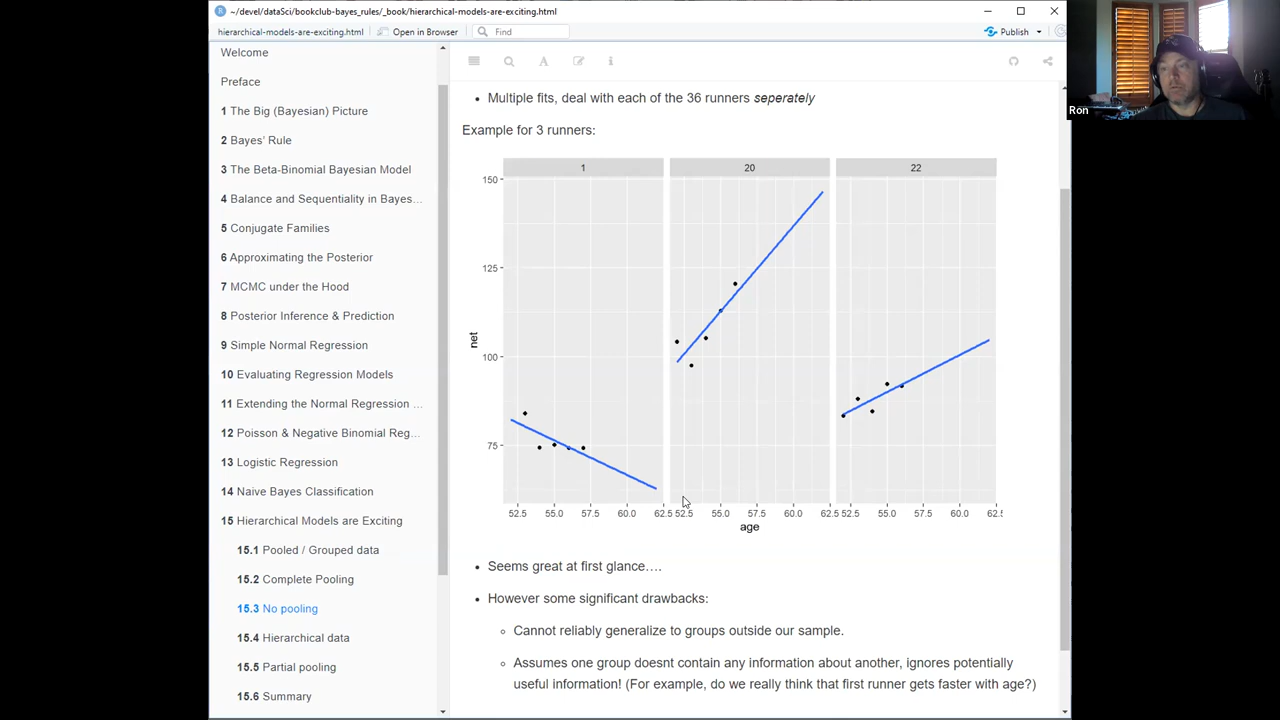 ~/devel/dataSci/bookclub-bayes_rules/_book/hierarchical-models-are-exciting.html
hierarchical-models-are-exciting.html
Open in Browser
Find
Publish
Welcome
Preface
1 The Big (Bayesian) Picture
2 Bayes' Rule
3 The Beta-Binomial Bayesian Model
4 Balance and Sequentiality in Bayes...
5 Conjugate Families
6 Approximating the Posterior
7 MCMC under the Hood
8 Posterior Inference & Prediction
9 Simple Normal Regression
10 Evaluating Regression Models
11 Extending the Normal Regression ...
12 Poisson & Negative Binomial Reg...
13 Logistic Regression
14 Naive Bayes Classification
15 Hierarchical Models are Exciting
15.1 Pooled / Grouped data
15.2 Complete Pooling
15.3 No pooling
15.4 Hierarchical data
15.5 Partial pooling
15.6 Summary
• Multiple fits, deal with each of the 36 runners seperately
Example for 3 runners:
1 20 22
150
125
net
100
75
52.5 55.0 57.5 60.0 62.5 52.5 55.0 57.5 60.0 62.5 52.5 55.0 57.5 60.0 62.5
age
• Seems great at first glance….
• However some significant drawbacks:
◦ Cannot reliably generalize to groups outside our sample.
◦ Assumes one group doesnt contain any information about another, ignores potentially
useful information! (For example, do we really think that first runner gets faster with age?)
Ron